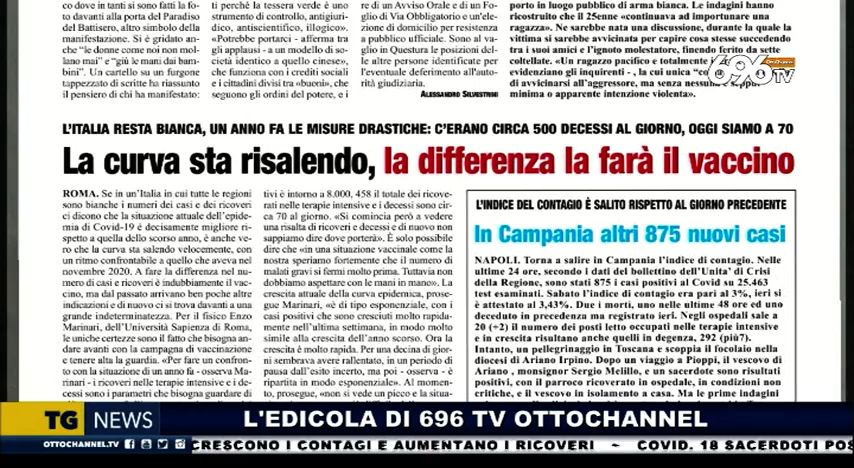 co dove in tanti si sono fatti la foto davanti alla porta del Paradiso del Battisero, altro simbolo della manifestazione. Si è gridato anche "le donne come noi non mollano mai" e "giù le mani dai bambini". Un cartello su un furgone tappezzato di scritte ha riassunto il pensiero di chi ha manifestato:
perché la tessera verde è uno strumento di controllo, antigiuridico, antiscientifico, illogico». «Potrebbe portarci - afferma tra gli applausi - a un modello di società identico a quello cinese», che funziona con i crediti sociali e i cittadini divisi tra «buoni», che seguono gli ordini del potere, e i
re di un Avviso Orale e di un Foglio di Via Obbligatorio e un'elezione di domicilio per resistenza a pubblico ufficiale. Sono al vaglio in Questura le posizioni delle altre persone identificate per l'eventuale deferimento all'autorità giudiziaria.
ALESSANDRO SILVESTRINI
porto in luogo pubblico di arma bianca. Le indagini hanno
ricostruito che il 25enne «continuava ad importunare una
ragazza». Ne sarebbe nata una discussione, durante la quale la
vittima si sarebbe avvicinata per capire cosa stesse succedendo
tra i suoi amici e l'ignoto molestatore, finendo ferito da sette
coltellate. «Un ragazzo pacifico e totalmente
evidenziano gli inquirenti -, la cui unica
di avvicinarsi all'aggressore, ma senza
minima o apparente intenzione violenta».
696 TV
L'ITALIA RESTA BIANCA, UN ANNO FA LE MISURE DRASTICHE: C'ERANO CIRCA 500 DECESSI AL GIORNO, OGGI SIAMO A 70
La curva sta risalendo, la differenza la farà il vaccino
ROMA. Se in un'Italia in cui tutte le regioni
sono bianche i numeri dei casi e dei ricoveri
ci dicono che la situazione attuale dell'epidemia
di Covid-19 è decisamente migliore rispetto
a quella dello scorso anno, è anche vero
che la curva sta salendo velocemente, con
un ritmo confrontabile a quello che aveva nel
novembre 2020. A fare la differenza nel numero
di casi e ricoveri è indubbiamente il vaccino,
ma dal passato arrivano ben poche altre
indicazioni e di nuovo ci si trova davanti a una
grande indeterminatezza. Per il fisico Enzo
Marinari, dell'Università Sapienza di Roma,
le uniche certezze sono il fatto che bisogna andare
avanti con la campagna di vaccinazione
e tenere alta la guardia. «Per fare un confronto
con la situazione di un anno fa - osserva Marinari
- i ricoveri nelle terapie intensive e i decessi
sono i parametri che bisogna guardare di
tivi è intorno a 8.000, 458 il totale dei ricoverati
nelle terapie intensive e i decessi sono circa
70 al giorno. «Si comincia però a vedere
una risalta di ricoveri e decessi e di nuovo non
sappiamo dire dove porterà». È solo possibile
dire che «in una situazione vaccinale come la
nostra speriamo fortemente che il numero di
malati gravi si fermi molto prima. Tuttavia non
dobbiamo aspettare con le mani in mano». La
crescita attuale della curva epidemica, prosegue
Marinari, «è di tipo esponenziale, con i
casi positivi che sono cresciuti molto rapidamente
nell'ultima settimana, in modo molto
simile alla crescita dell'anno scorso. Ora la
crescita è molto rapida. Per una decina di giorni
sembrava avere rallentato, in un periodo di
pausa dall'esito incerto, ma poi - osserva - è
ripartita in modo esponenziale». Al momento,
prosegue, «non si vede un picco e la situa-
L'INDICE DEL CONTAGIO È SALITO RISPETTO AL GIORNO PRECEDENTE
In Campania altri 875 nuovi casi
NAPOLI. Torna a salire in Campania l'indice di contagio. Nelle
ultime 24 ore, secondo i dati del bollettino dell'Unita' di Crisi
della Regione, sono stati 875 i casi positivi al Covid su 25.463
test esaminati. Sabato l'indice di contagio era pari al 3%, ieri si
è attestato al 3,43%. Due i morti, uno nelle ultime 48 ore ed uno
deceduto in precedenza ma registrato ieri. Negli ospedali sale a
20 (+2) il numero dei posti letto occupati nelle terapie intensive
e in crescita risultano anche quelli in degenza, 292 (più7).
Intanto, un pellegrinaggio in Toscana e scoppia il focolaio nella
diocesi di Ariano Irpino. Dopo un viaggio a Pioppi, il vescovo di
Ariano , monsignor Sergio Melillo, e un sacerdote sono risultati
positivi, con il parroco ricoverato in ospedale, in condizioni non
critiche, e il vescovo in isolamento a casa. Ma le prime indagini
TG NEWS
L'EDICOLA DI 696 TV OTTOCHANNEL
OTTOCHANNEL.TV
CRESCONO I CONTAGI E AUMENTANO I RICOVERI ~ COVID. 18 SACERDOTI POS